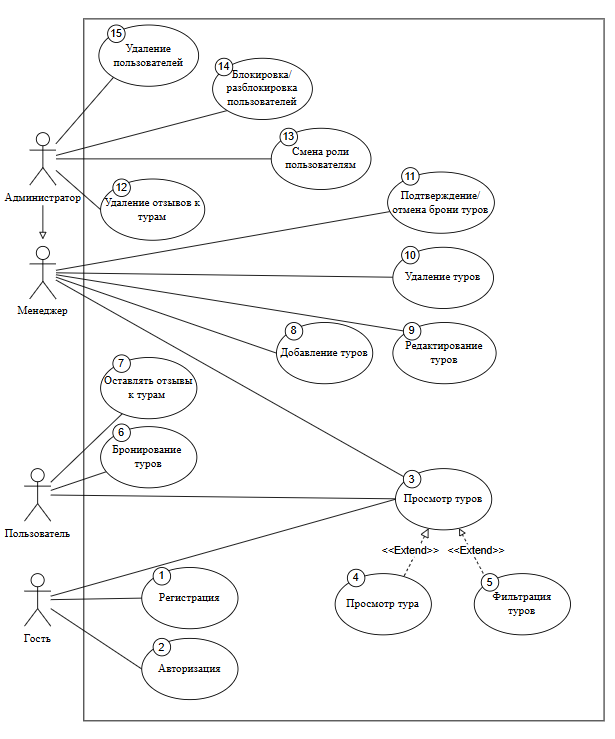 15
Удаление
пользователей
14
Блокировка/
разблокировка
пользователей
13
Смена роли
пользователям
Администратор
12
Удаление отзывов к
турам
11
Подтверждение/
отмена брони туров
Менеджер
10
Удаление туров
9
Редактирование
туров
8
Добавление туров
7
Оставлять отзывы
к турам
6
Бронирование
туров
Пользователь
3
Просмотр туров
<<Extend>>
<<Extend>>
4
Просмотр тура
5
Фильтрация
туров
1
Регистрация
Гость
2
Авторизация